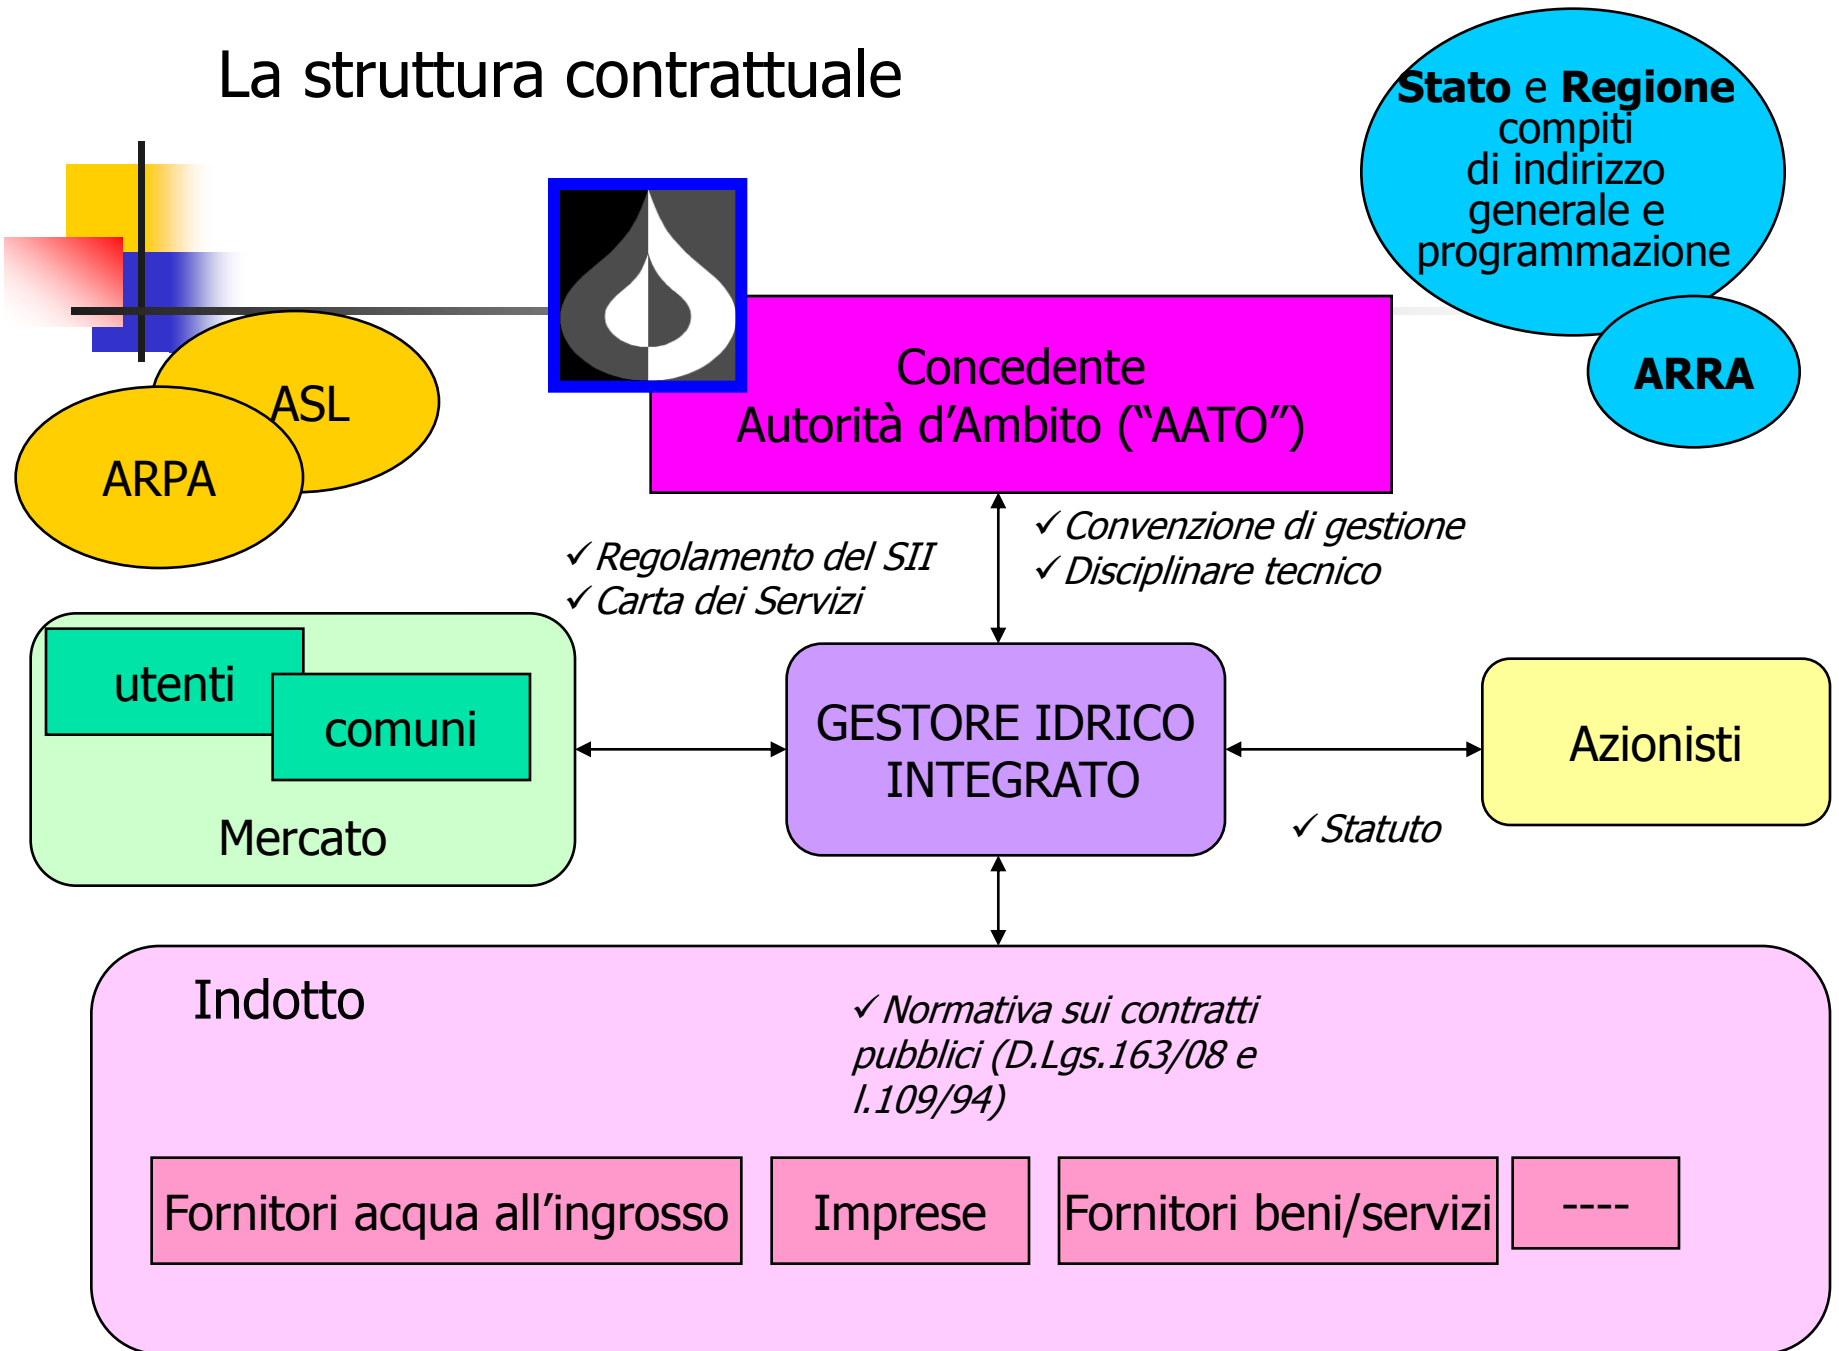 La struttura contrattuale
Stato e Regione
compiti
di indirizzo
generale e
programmazione
ARRA
Concedente
Autorità d’Ambito (“AATO”)
ASL
ARPA
✓Convenzione di gestione
✓Disciplinare tecnico
✓Regolamento del SII
✓Carta dei Servizi
utenti
comuni
Mercato
GESTORE IDRICO
INTEGRATO
Azionisti
✓Statuto
Indotto
✓Normativa sui contratti
pubblici (D.Lgs.163/08 e
l.109/94)
Fornitori acqua all’ingrosso
Imprese
Fornitori beni/servizi
----